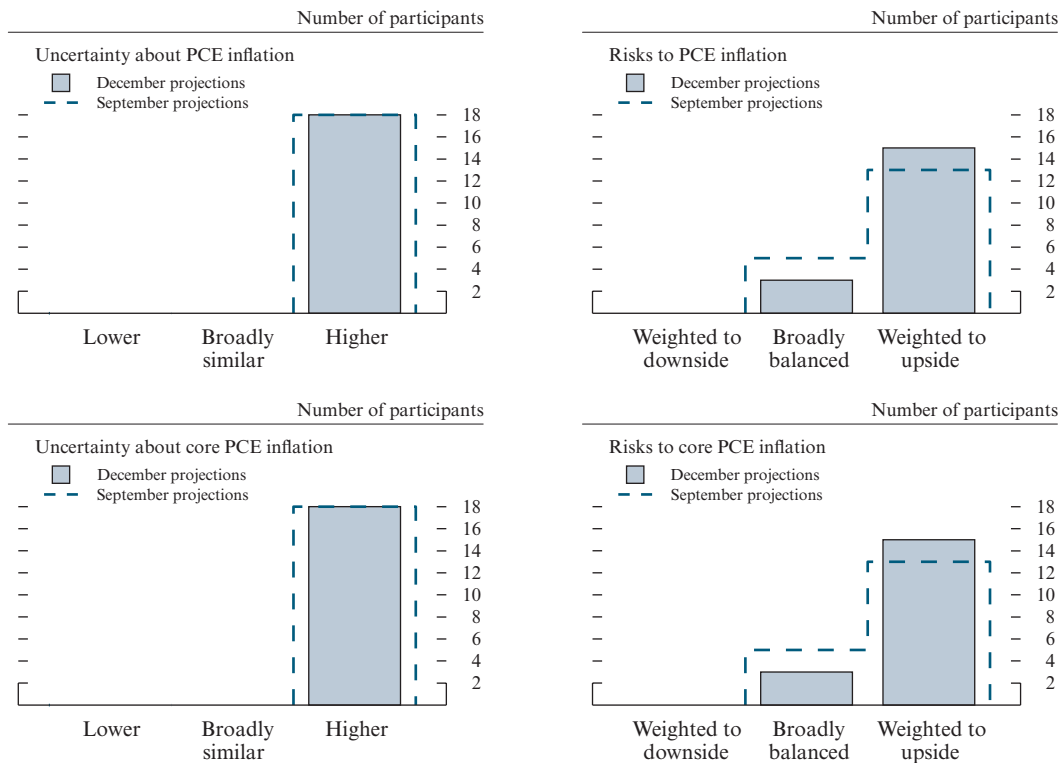 Number of participants
Uncertainty about PCE inflation
December projections
September projections
18
16
14
12
10
8
6
4
2
Lower
Broadly
similar
Higher
Number of participants
Risks to PCE inflation
December projections
September projections
18
16
14
12
10
8
6
4
2
Weighted to
downside
Broadly
balanced
Weighted to
upside
Number of participants
Uncertainty about core PCE inflation
December projections
September projections
18
16
14
12
10
8
6
4
2
Lower
Broadly
similar
Higher
Number of participants
Risks to core PCE inflation
December projections
September projections
18
16
14
12
10
8
6
4
2
Weighted to
downside
Broadly
balanced
Weighted to
upside